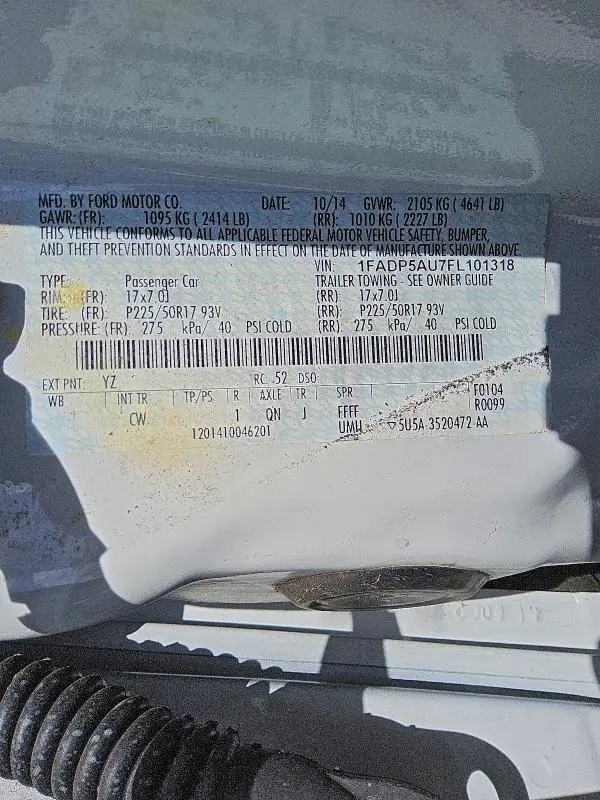 MFD. BY FORD MOTOR CO. DATE: 10/14 GVWR: 2105 KG ( 4641 LB)
GAWR: (FR): 1095 KG ( 2414 LB) (RR): 1010 KG ( 2227 LB)
THIS VEHICLE CONFORMS TO ALL APPLICABLE FEDERAL MOTOR VEHICLE SAFETY, BUMPER,
AND THEFT PREVENTION STANDARDS IN EFFECT ON THE DATE OF MANUFACTURE SHOWN ABOVE.
VIN: 1FADP5AU7FL101318
TYPE: Passenger Car TRAILER TOWING - SEE OWNER GUIDE
RIM: (FR): 17x7.0J (RR): 17x7.0J
TIRE: (FR): P225/50R17 93V (RR): P225/50R17 93V
PRESSURE: (FR): 275 kPa/ 40 PSI COLD (RR): 275 kPa/ 40 PSI COLD
EXT PNT: YZ RC: 52 DSO:
WB INT TR TP/PS R AXLE TR SPR F0104
CW 1 QN J FFFF R0099
1201410046201 UMU ▽5U5A 3520472 AA